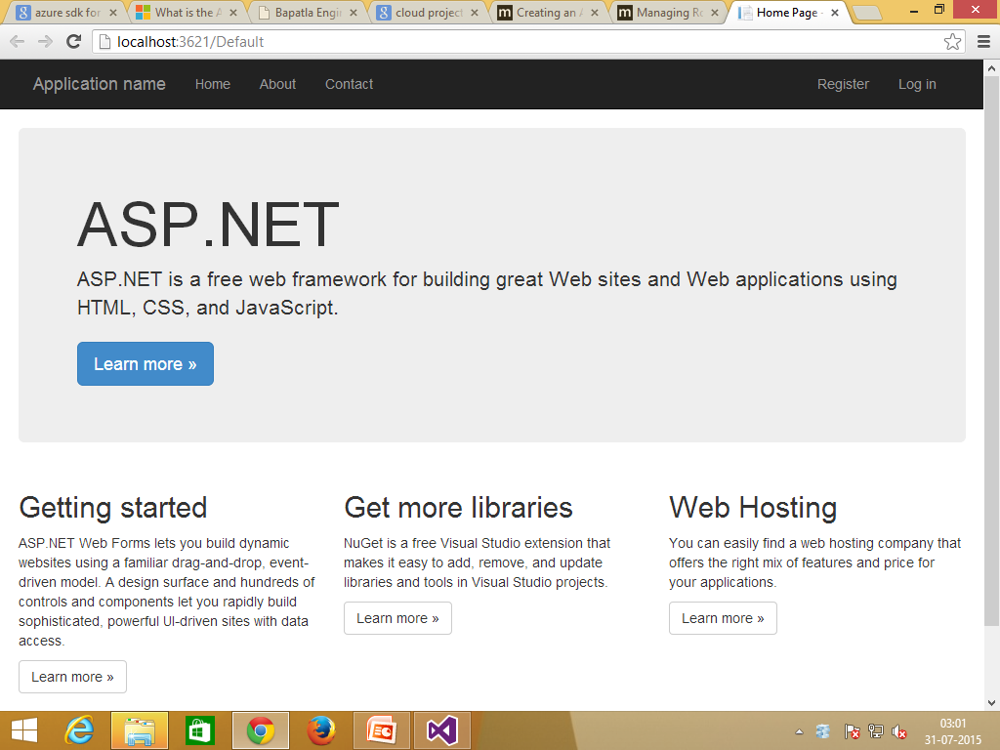 azure sdk for
What is the A
Bapatla Engi
cloud project
Creating an A
Managing Ro
Home Page -
localhost:3621/Default
Application name Home About Contact Register Log in
ASP.NET
ASP.NET is a free web framework for building great Web sites and Web applications using
HTML, CSS, and JavaScript.
Learn more »
Getting started
ASP.NET Web Forms lets you build dynamic
websites using a familiar drag-and-drop, event-
driven model. A design surface and hundreds of
controls and components let you rapidly build
sophisticated, powerful UI-driven sites with data
access.
Learn more »
Get more libraries
NuGet is a free Visual Studio extension that
makes it easy to add, remove, and update
libraries and tools in Visual Studio projects.
Learn more »
Web Hosting
You can easily find a web hosting company that
offers the right mix of features and price for
your applications.
Learn more »
03:01
31-07-2015